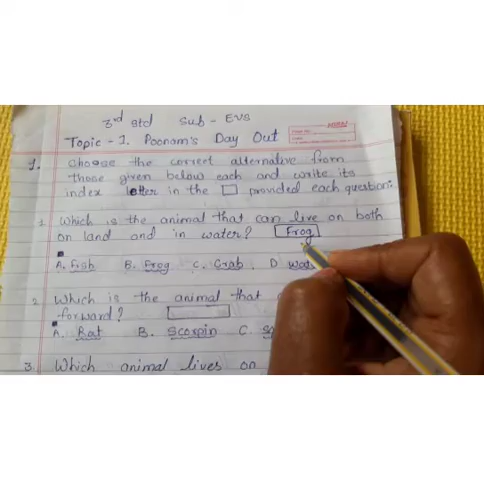 3rd std Sub - EVS
Topic - 1. Poonam's Day Out
1. Choose the correct alternative from
those given below each and write its
index letter in the provided each question:
1. Which is the animal that can live on both
on land and in water? Frog
A. Fish B. Frog C. Crab D
2. Which is the animal that
forward?
A. Rat B. Scorpin C.
3. Which animal lives on